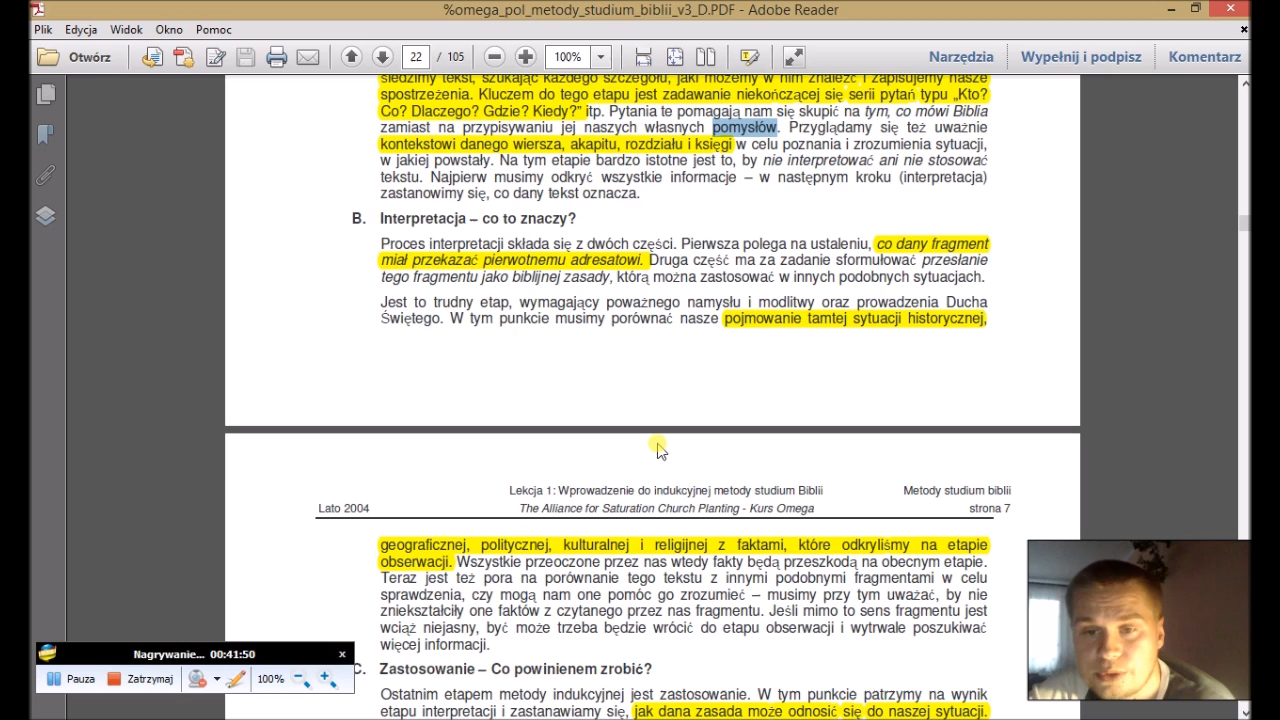 %omega_pol_metody_studium_biblii_v3_D.PDF - Adobe Reader
Plik Edycja Widok Okno Pomoc
Otwórz 22 / 105 100% Narzędzia Wypełnij i podpisz Komentarz
śledzimy tekst, szukając każdego szczegółu, jaki możemy w nim znaleźć i zapisujemy nasze
spostrzeżenia. Kluczem do tego etapu jest zadawanie niekończącej się serii pytań typu „Kto?
Co? Dlaczego? Gdzie? Kiedy?” itp. Pytania te pomagają nam się skupić na tym, co mówi Biblia
zamiast na przypisywaniu jej naszych własnych pomysłów. Przyglądamy się też uważnie
kontekstowi danego wiersza, akapitu, rozdziału i księgi w celu poznania i zrozumienia sytuacji,
w jakiej powstały. Na tym etapie bardzo istotne jest to, by nie interpretować ani nie stosować
tekstu. Najpierw musimy odkryć wszystkie informacje – w następnym kroku (interpretacja)
zastanowimy się, co dany tekst oznacza.
B. Interpretacja – co to znaczy?
Proces interpretacji składa się z dwóch części. Pierwsza polega na ustaleniu, co dany fragment
miał przekazać pierwotnemu adresatowi. Druga część ma za zadanie sformułować przesłanie
tego fragmentu jako biblijnej zasady, którą można zastosować w innych podobnych sytuacjach.
Jest to trudny etap, wymagający poważnego namysłu i modlitwy oraz prowadzenia Ducha
Świętego. W tym punkcie musimy porównać nasze pojmowanie tamtej sytuacji historycznej,
Lekcja 1: Wprowadzenie do indukcyjnej metody studium Biblii Metody studium biblii
Lato 2004 The Alliance for Saturation Church Planting - Kurs Omega strona 7
geograficznej, politycznej, kulturalnej i religijnej z faktami, które odkryliśmy na etapie
obserwacji. Wszystkie przeoczone przez nas wtedy fakty będą przeszkodą na obecnym etapie.
Teraz jest też pora na porównanie tego tekstu z innymi podobnymi fragmentami w celu
sprawdzenia, czy mogą nam one pomóc go zrozumieć – musimy przy tym uważać, by nie
zniekształciły one faktów z czytanego przez nas fragmentu. Jeśli mimo to sens fragmentu jest
wciąż niejasny, być może trzeba będzie wrócić do etapu obserwacji i wytrwale poszukiwać
więcej informacji.
C. Zastosowanie – Co powinienem zrobić?
Ostatnim etapem metody indukcyjnej jest zastosowanie. W tym punkcie patrzymy na wynik
etapu interpretacji i zastanawiamy się, jak dana zasada może odnosić się do naszej sytuacji.
Nagrywanie... 00:41:50
Pauza Zatrzymaj 100%